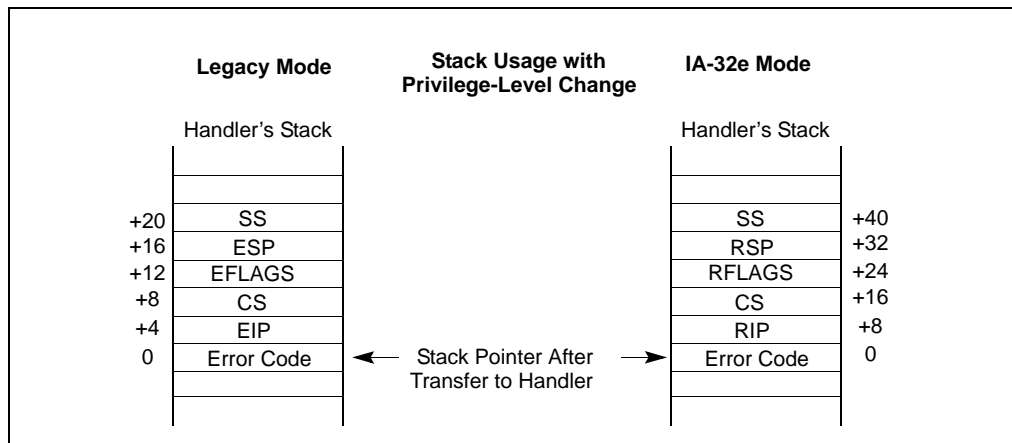 Legacy Mode
Stack Usage with
Privilege-Level Change
IA-32e Mode
Handler's Stack
Handler's Stack
+20 SS SS +40
+16 ESP RSP +32
+12 EFLAGS RFLAGS +24
+8 CS CS +16
+4 EIP RIP +8
0 Error Code Stack Pointer After Error Code 0
Transfer to Handler